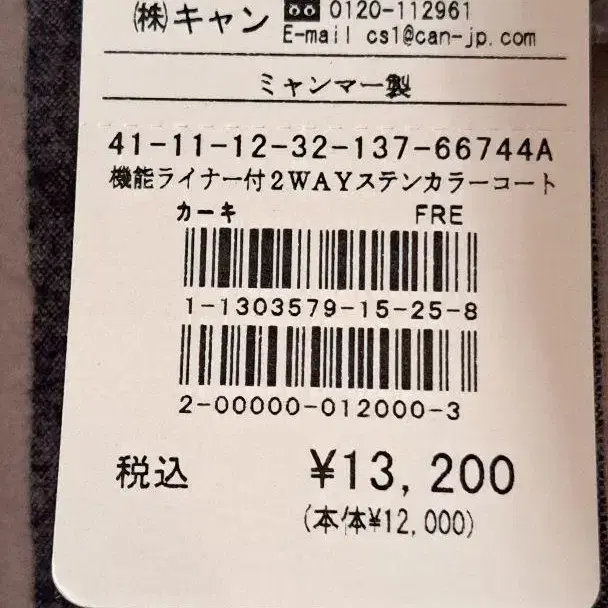 (株)キャン 0120-112961
E-mail cs1@can-jp.com
ミャンマー製
41-11-12-32-137-66744A
機能ライナー付2WAYステンカラーコート
カーキ FRE
1-1303579-15-25-8
2-00000-012000-3
税込 ¥13,200
(本体¥12,000)